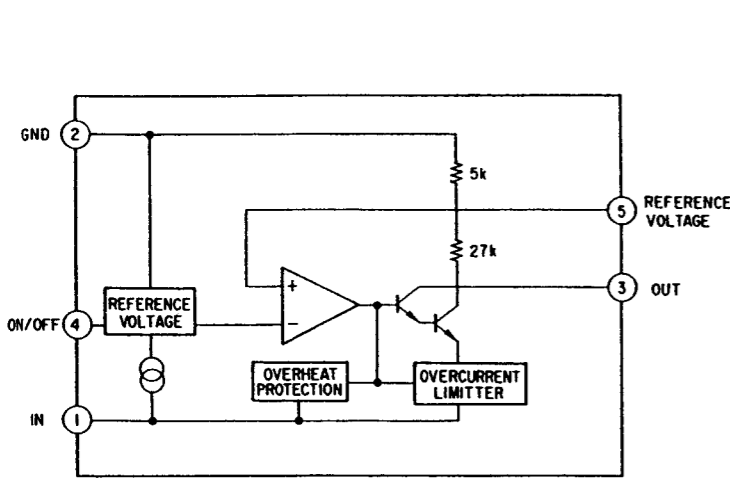 GND 2
5k
5 REFERENCE
VOLTAGE
27k
+
3 OUT
REFERENCE
VOLTAGE
ON/OFF 4
−
OVERHEAT
PROTECTION
OVERCURRENT
LIMITTER
IN 1